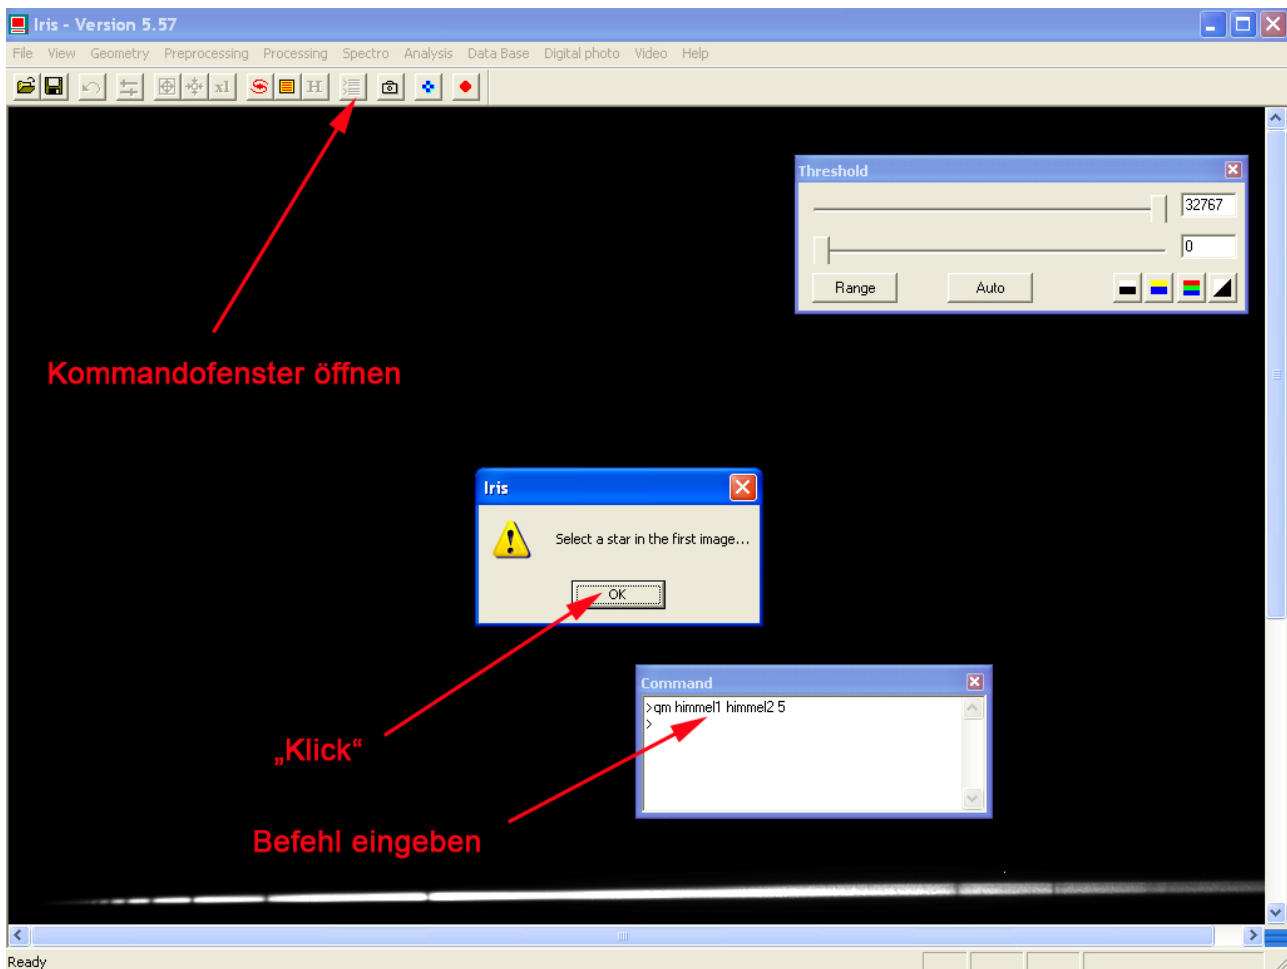 Iris - Version 5.57
File View Geometry Preprocessing Processing Spectro Analysis Data Base Digital photo Video Help
x1 H
Threshold
32767
0
Range Auto
Kommandofenster öffnen
Iris
Select a star in the first image...
OK
Command
>qm himmel1 himmel2 5
>
„Klick“
Befehl eingeben
Ready